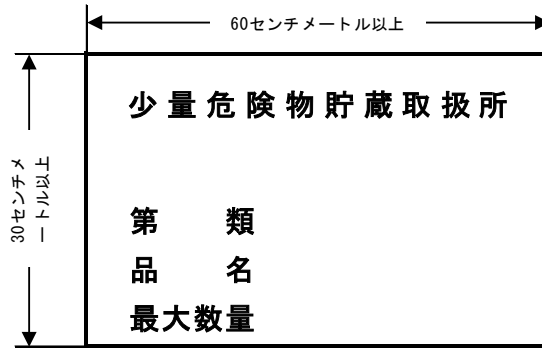 60センチメートル以上
30センチメ
ートル以上
少量危険物貯蔵取扱所
第　　類
品　　名
最大数量